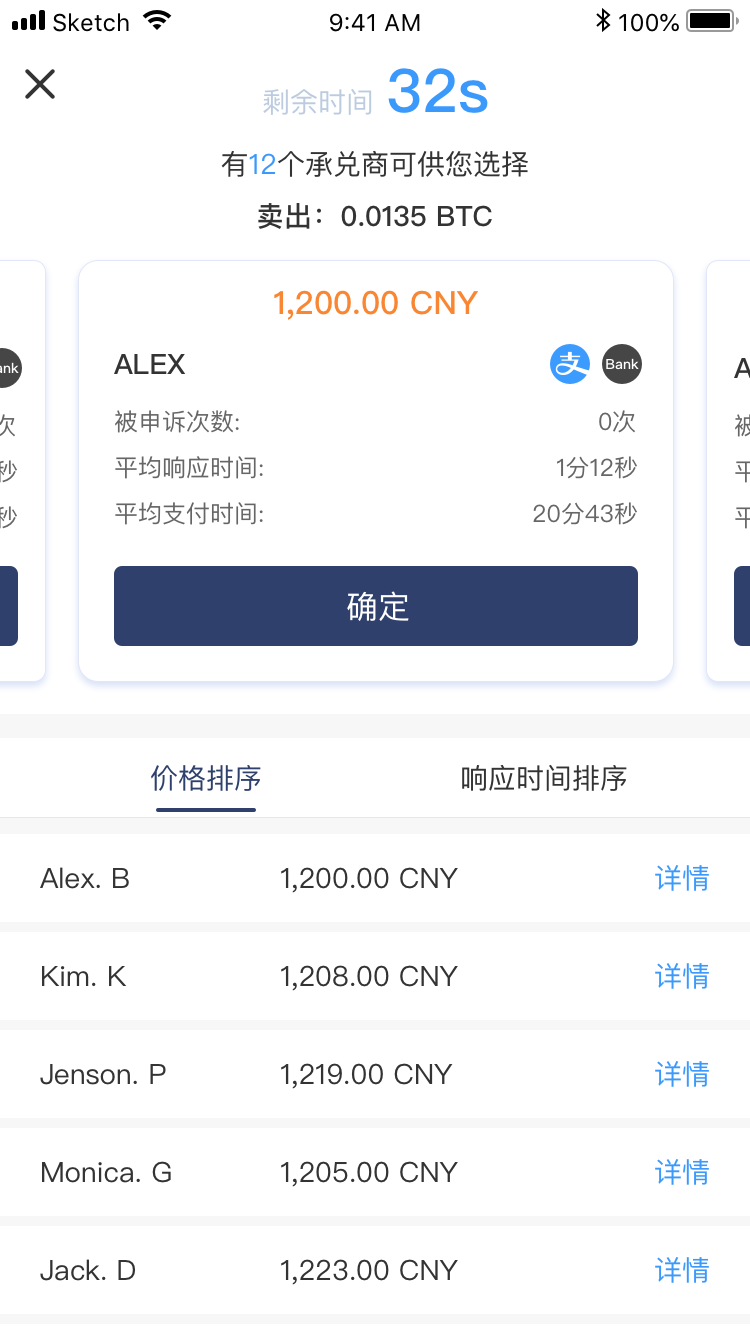 Sketch 9:41 AM 100%
剩余时间 32s
有12个承兑商可供您选择
卖出：0.0135 BTC
1,200.00 CNY
ALEX 支 Bank
被申诉次数: 0次
平均响应时间: 1分12秒
平均支付时间: 20分43秒
确定
ank
次
秒
秒
A
被
平
平
价格排序 响应时间排序
Alex. B 1,200.00 CNY 详情
Kim. K 1,208.00 CNY 详情
Jenson. P 1,219.00 CNY 详情
Monica. G 1,205.00 CNY 详情
Jack. D 1,223.00 CNY 详情